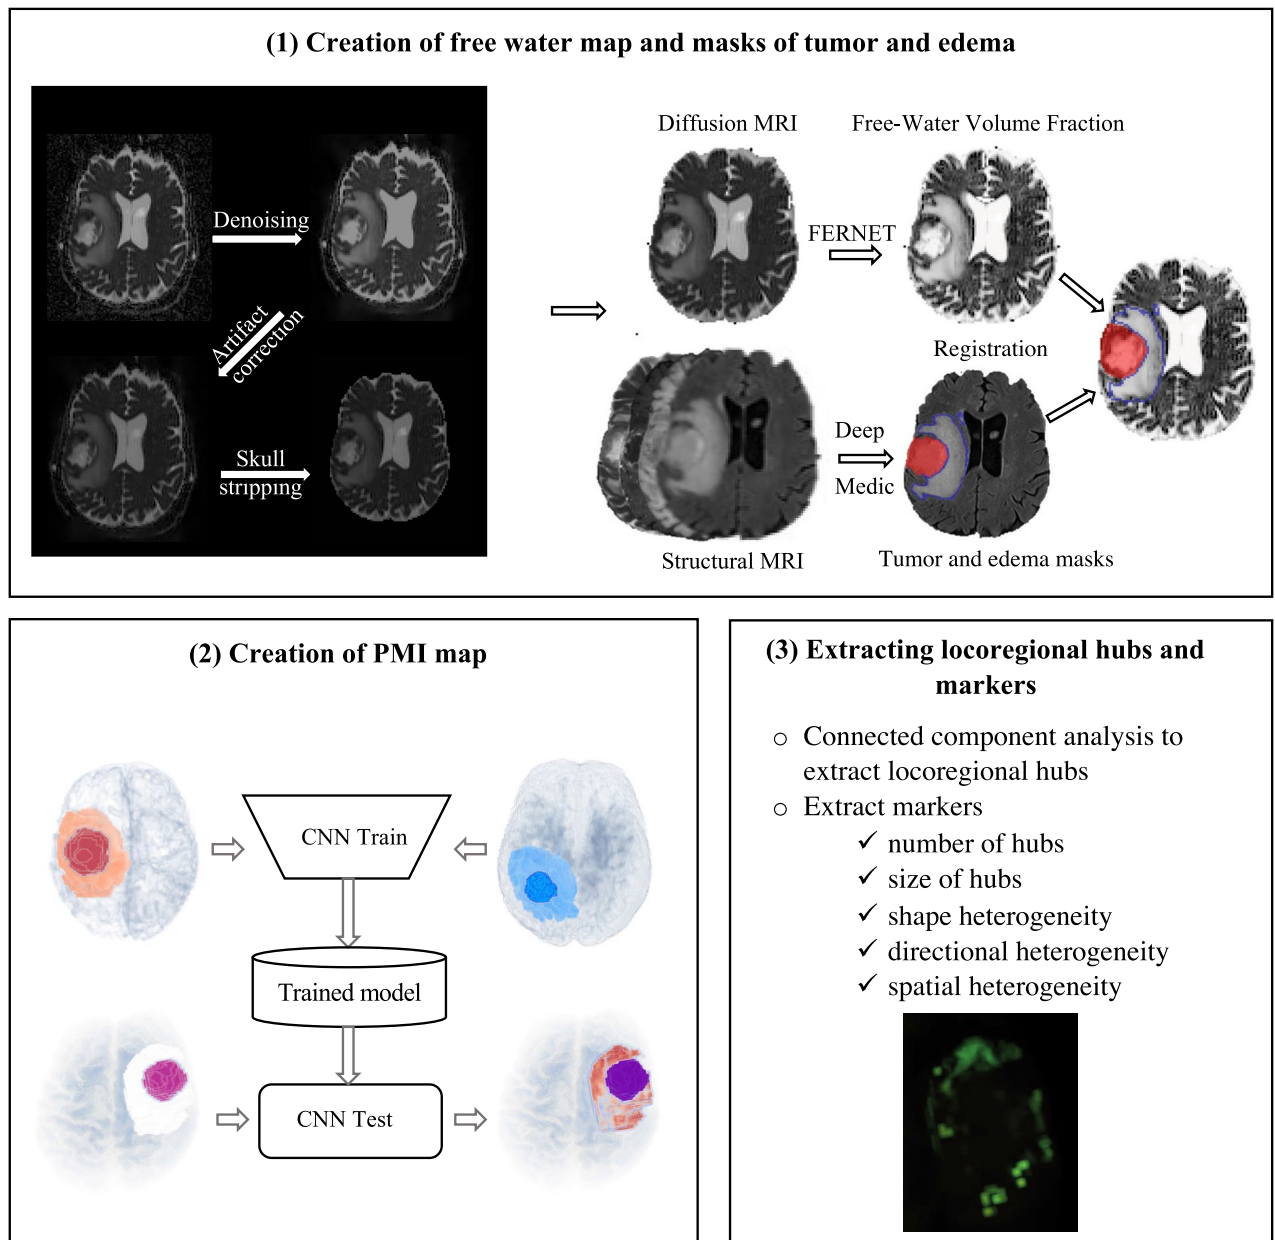 (1) Creation of free water map and masks of tumor and edema
Denoising
Artifact
correction
Skull
stripping
Diffusion MRI
Free-Water Volume Fraction
FERNET
Registration
Deep
Medic
Structural MRI
Tumor and edema masks
(2) Creation of PMI map
CNN Train
Trained model
CNN Test
(3) Extracting locoregional hubs and
markers
○ Connected component analysis to
extract locoregional hubs
○ Extract markers
✓ number of hubs
✓ size of hubs
✓ shape heterogeneity
✓ directional heterogeneity
✓ spatial heterogeneity